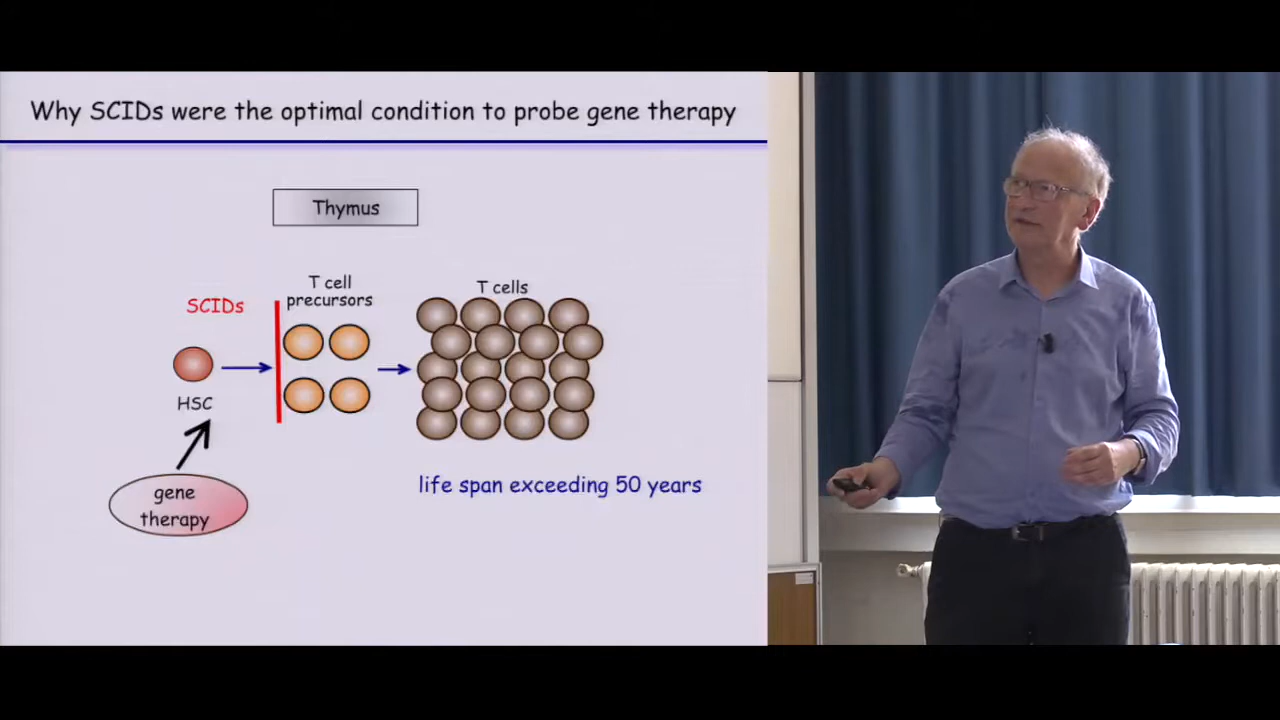 Why SCIDs were the optimal condition to probe gene therapy
Thymus
T cell
precursors
T cells
SCIDs
HSC
gene
therapy
life span exceeding 50 years